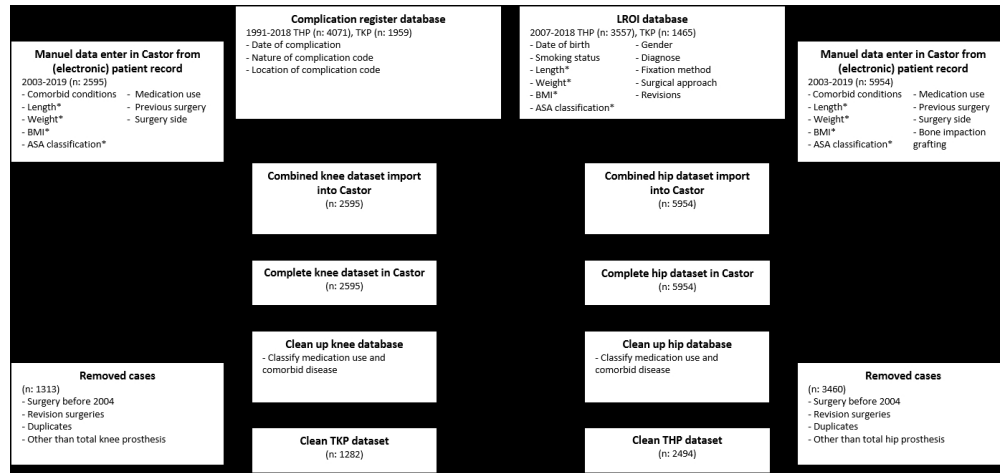 Complication register database
1991-2018 THP (n: 4071), TKP (n: 1959)
- Date of complication
- Nature of complication code
- Location of complication code
LROI database
2007-2018 THP (n: 3557), TKP (n: 1465)
- Date of birth
- Smoking status
- Length*
- Weight*
- BMI*
- ASA classification*
- Gender
- Diagnose
- Fixation method
- Surgical approach
- Revisions
Manuel data enter in Castor from
(electronic) patient record
2003-2019 (n: 2595)
- Comorbid conditions
- Length*
- Weight*
- BMI*
- ASA classification*
- Medication use
- Previous surgery
- Surgery side
Manuel data enter in Castor from
(electronic) patient record
2003-2019 (n: 5954)
- Comorbid conditions
- Length*
- Weight*
- BMI*
- ASA classification*
- Medication use
- Previous surgery
- Surgery side
- Bone impaction
grafting
Combined knee dataset import
into Castor
(n: 2595)
Combined hip dataset import
into Castor
(n: 5954)
Complete knee dataset in Castor
(n: 2595)
Complete hip dataset in Castor
(n: 5954)
Clean up knee database
- Classify medication use and
comorbid disease
Clean up hip database
- Classify medication use and
comorbid disease
Removed cases
(n: 1313)
- Surgery before 2004
- Revision surgeries
- Duplicates
- Other than total knee prosthesis
Removed cases
(n: 3460)
- Surgery before 2004
- Revision surgeries
- Duplicates
- Other than total hip prosthesis
Clean TKP dataset
(n: 1282)
Clean THP dataset
(n: 2494)